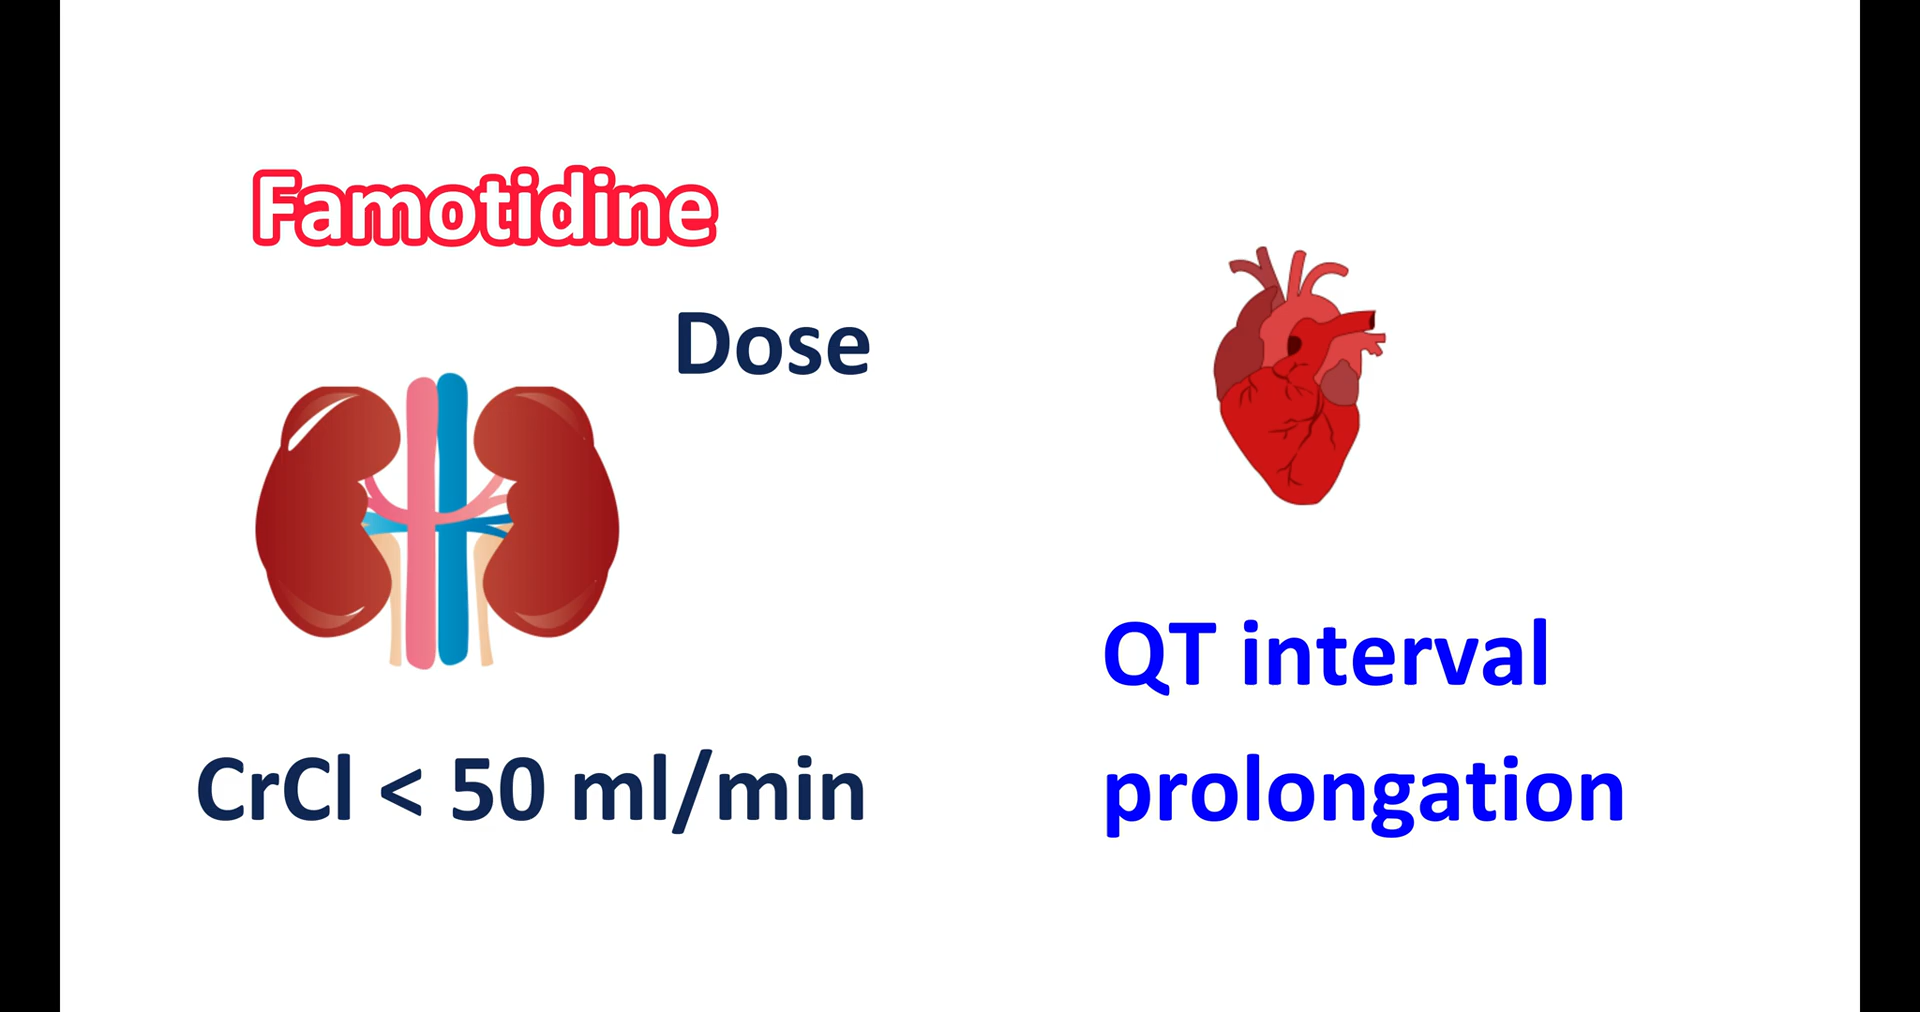 Famotidine
Dose
CrCl < 50 ml/min
QT interval
prolongation